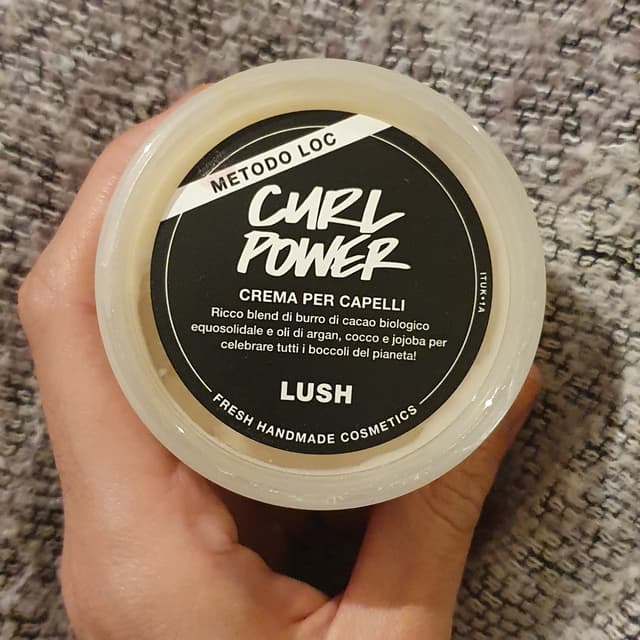 METODO LOC
CURL
POWER
CREMA PER CAPELLI
Ricco blend di burro di cacao biologico
equosolidale e oli di argan, cocco e jojoba per
celebrare tutti i boccoli del pianeta!
LUSH
FRESH HANDMADE COSMETICS
ITUK•1A